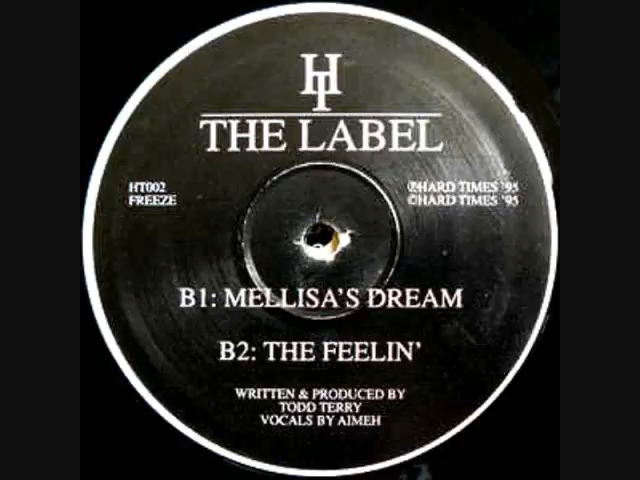 HT
THE LABEL
HT002
FREEZE
℗HARD TIMES '95
©HARD TIMES '95
B1: MELLISA'S DREAM
B2: THE FEELIN'
WRITTEN & PRODUCED BY
TODD TERRY
VOCALS BY AIMEH